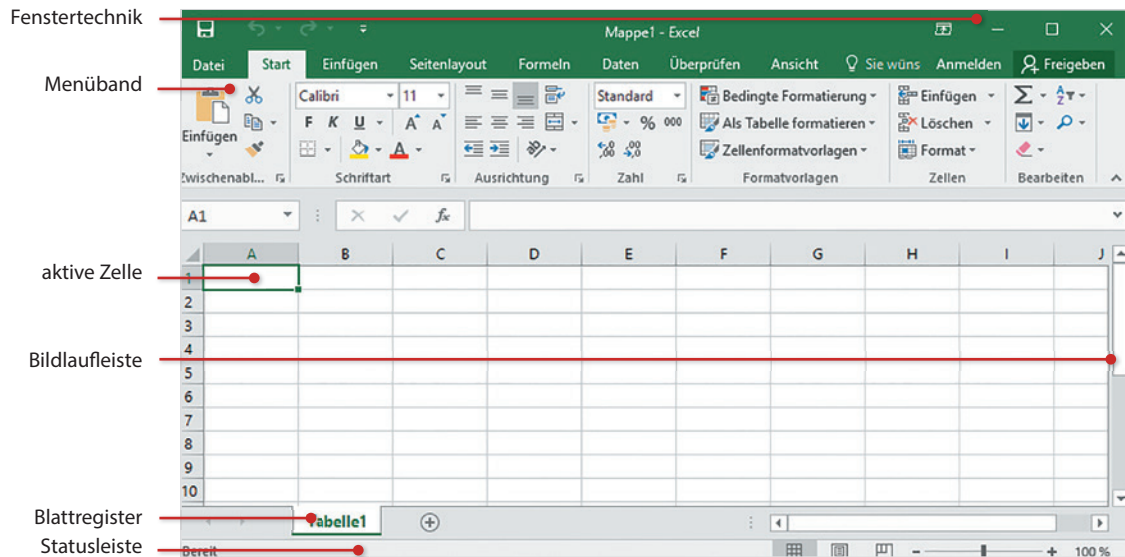 Fenstertechnik
Mappe1 - Excel
Datei Start Einfügen Seitenlayout Formeln Daten Überprüfen Ansicht Sie wüns Anmelden Freigeben
Menüband
Calibri 11 Standard Bedingte Formatierung Einfügen
Einfügen F K U A A % 000 Als Tabelle formatieren Löschen
A Zellenformatvorlagen Format
Zwischenabl... Schriftart Ausrichtung Zahl Formatvorlagen Zellen Bearbeiten
A1 fx
A B C D E F G H I J
aktive Zelle
1
2
3
4
Bildlaufleiste
5
6
7
8
9
10
Blattregister
Tabelle1
Statusleiste
Bereit 100 %